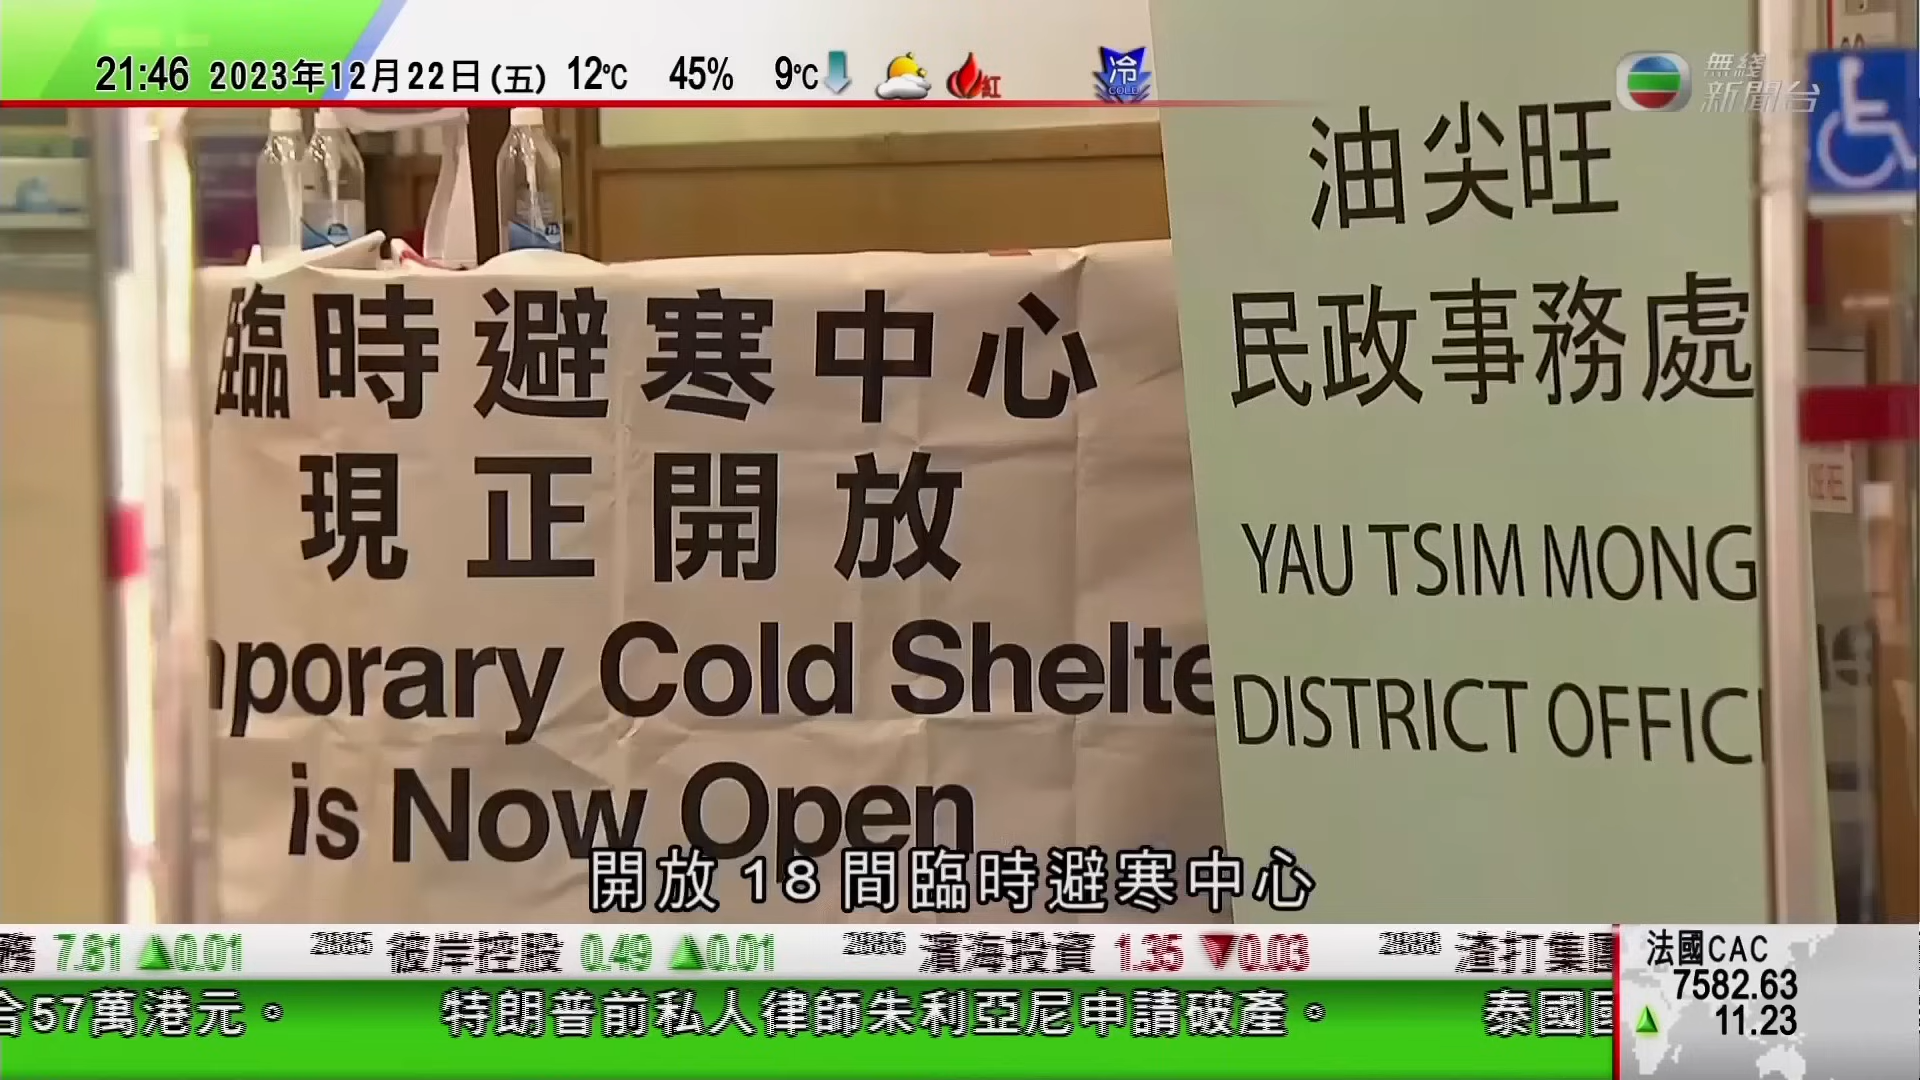 21:46 2023年12月22日(五) 12℃ 45% 9℃ 紅 冷 COLD
無綫
新聞台
油尖旺
民政事務處
YAU TSIM MONG
DISTRICT OFFIC
臨時避寒中心
現正開放
mporary Cold Shelte
is Now Open
開放18間臨時避寒中心
務 7.81 ▲0.01 2885 彼岸控股 0.49 ▲0.01 2886 濱海投資 1.35 ▼0.03 2888 渣打集團
合57萬港元。 特朗普前私人律師朱利亞尼申請破產。 泰國
法國CAC
7582.63
▲ 11.23